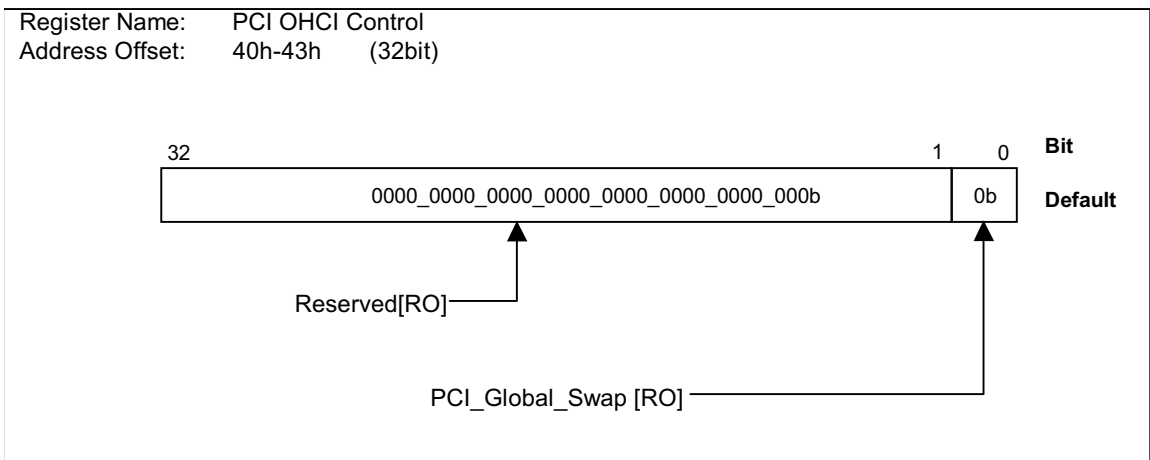 Register Name: PCI OHCI Control
Address Offset: 40h-43h (32bit)
32 1 0 Bit
0000_0000_0000_0000_0000_0000_0000_000b 0b Default
Reserved[RO]
PCI_Global_Swap [RO]